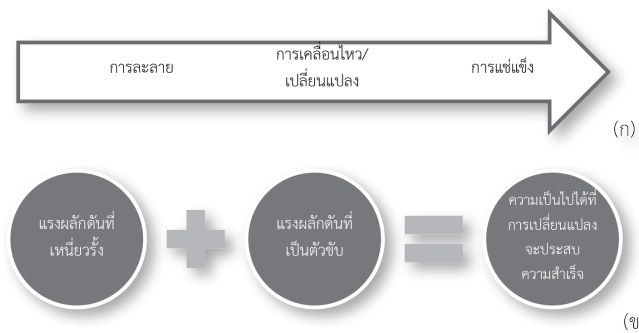 การละลาย
การเคลื่อนไหว/
เปลี่ยนแปลง
การแช่แข็ง
(ก)
แรงผลักดันที่
เหนี่ยวรั้ง
แรงผลักดันที่
เป็นตัวขับ
ความเป็นไปได้ที่
การเปลี่ยนแปลง
จะประสบ
ความสำเร็จ
(ข